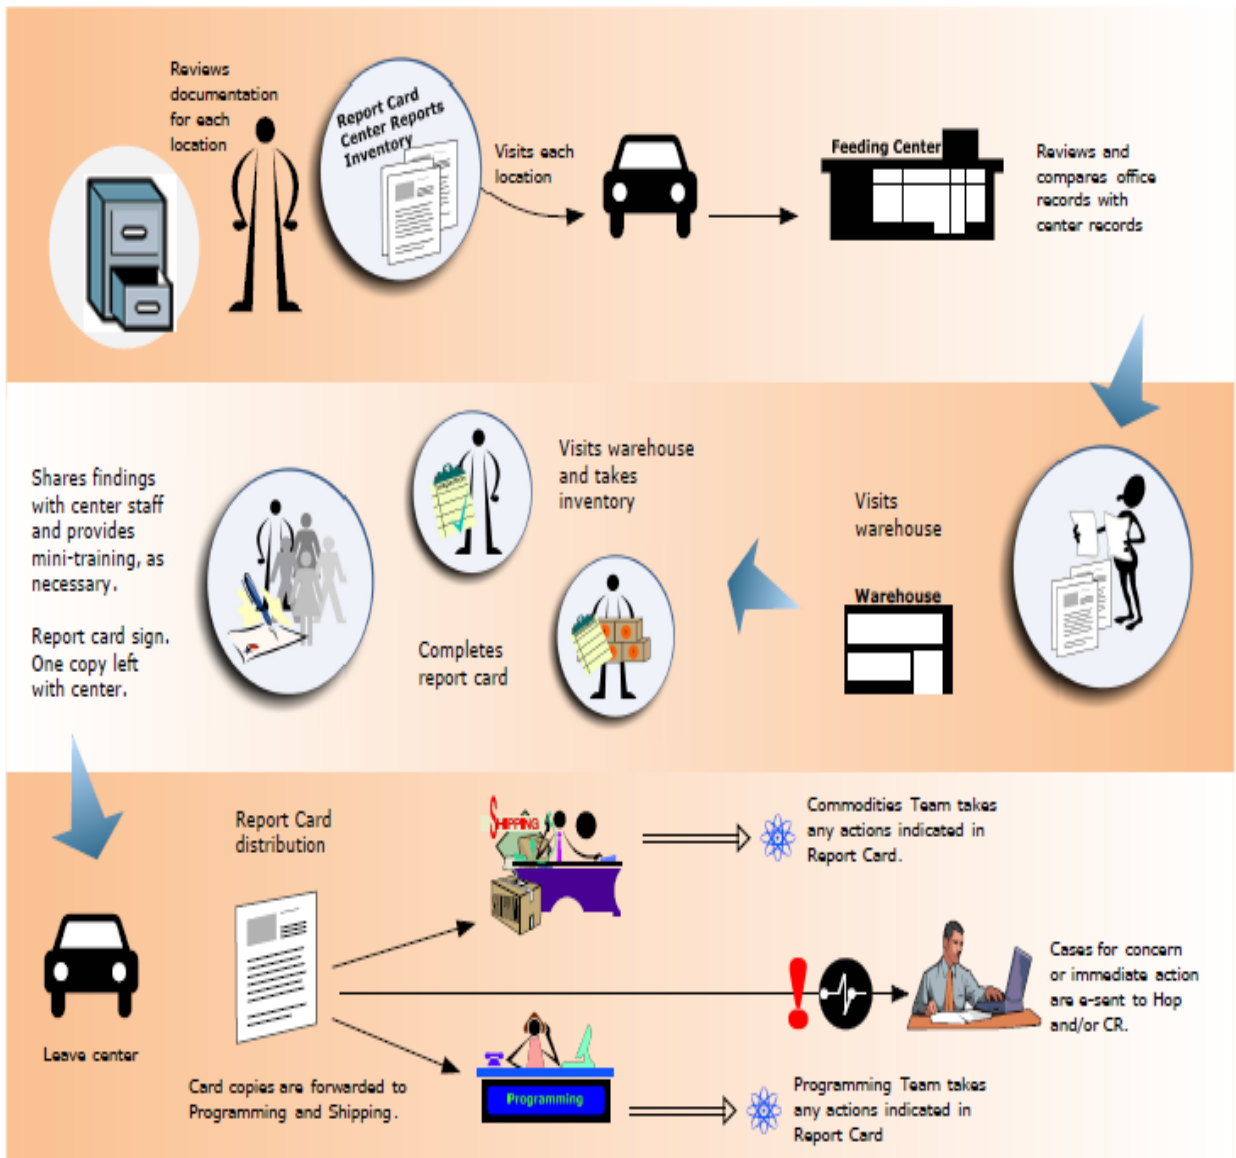 Reviews
documentation
for each
location
Report Card
Center Reports
Inventory
Visits each
location
Feeding Center
Reviews and
compares office
records with
center records
Shares findings
with center staff
and provides
mini-training, as
necessary.
Report card sign.
One copy left
with center.
Visits warehouse
and takes
inventory
Completes
report card
Visits
warehouse
Warehouse
Leave center
Report Card
distribution
Card copies are forwarded to
Programming and Shipping.
SHIPPING
Commodities Team takes
any actions indicated in
Report Card.
Cases for concern
or immediate action
are e-sent to Hop
and/or CR.
Programming
Programming Team takes
any actions indicated in
Report Card